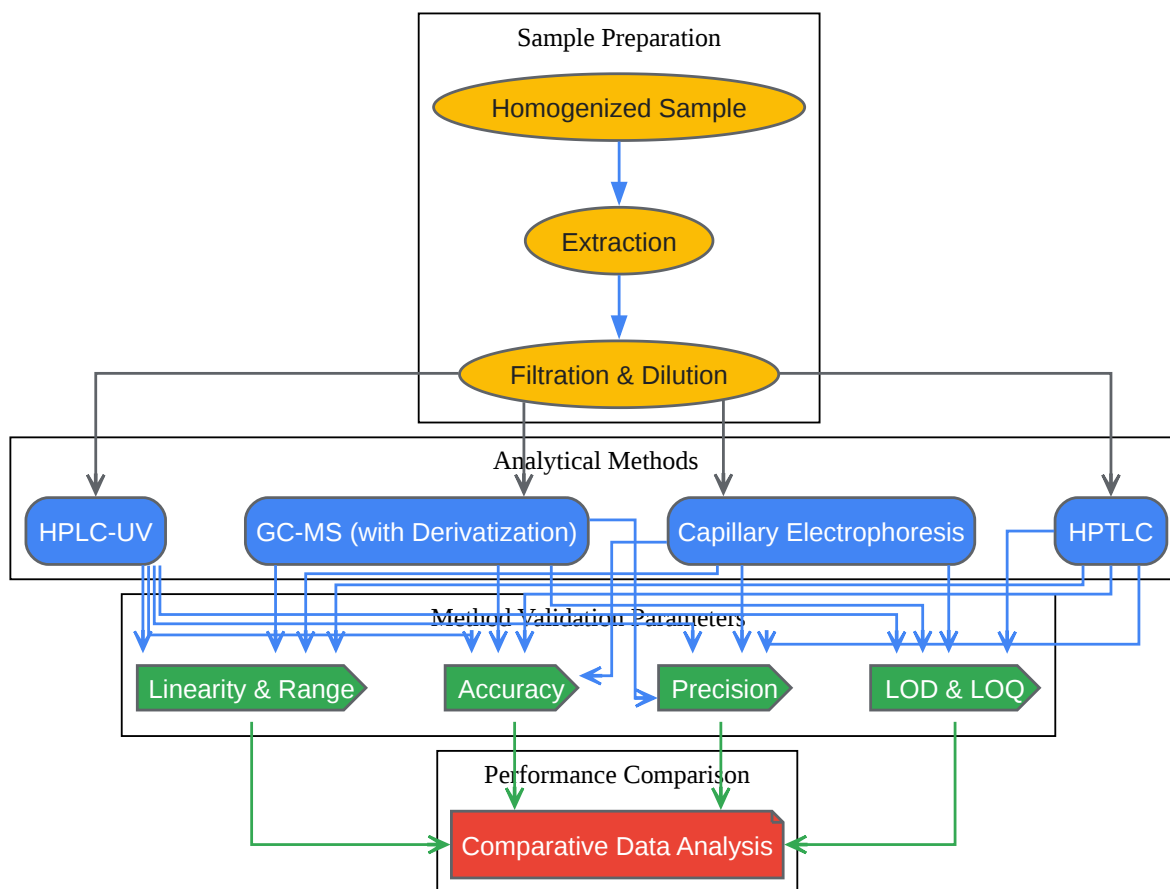 Sample Preparation
Homogenized Sample
Extraction
Filtration & Dilution
Analytical Methods
HPLC-UV
GC-MS (with Derivatization)
Capillary Electrophoresis
HPTLC
Method Validation Parameters
Linearity & Range
Accuracy
Precision
LOD & LOQ
Performance Comparison
Comparative Data Analysis